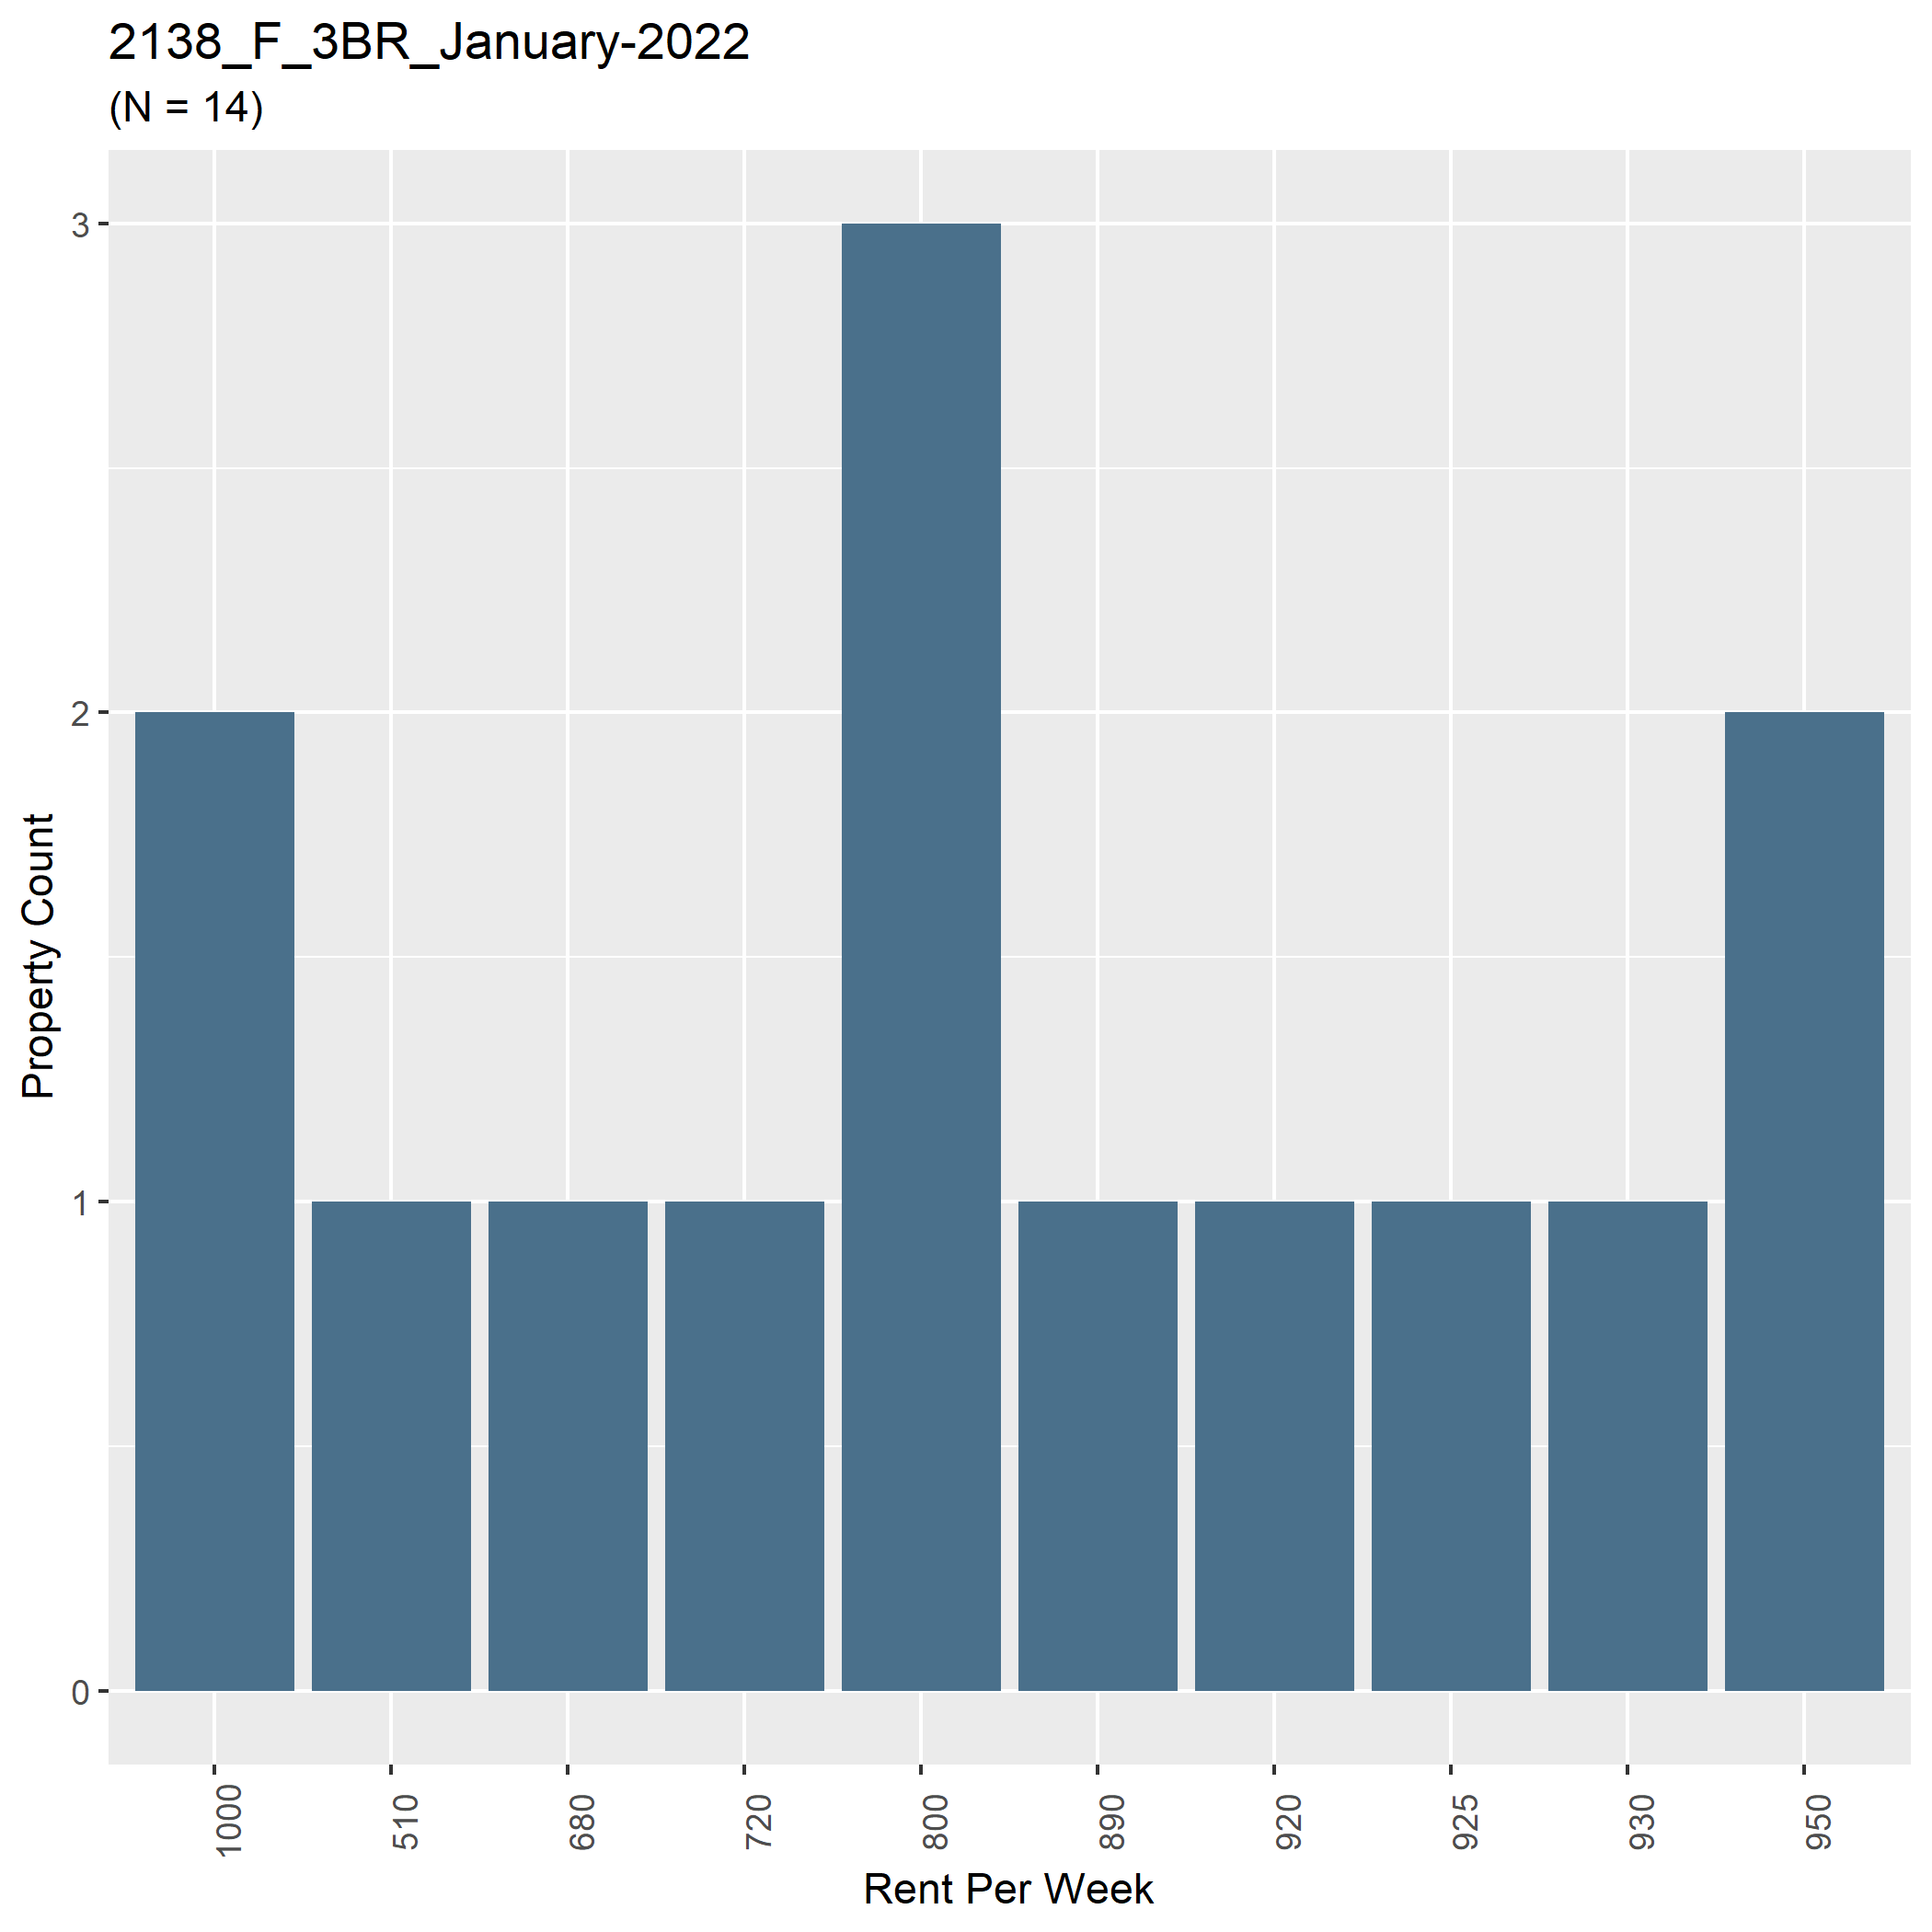 2138_F_3BR_January-2022
(N = 14)
Property Count
3
2
1
0
1000 510 680 720 800 890 920 925 930 950
Rent Per Week